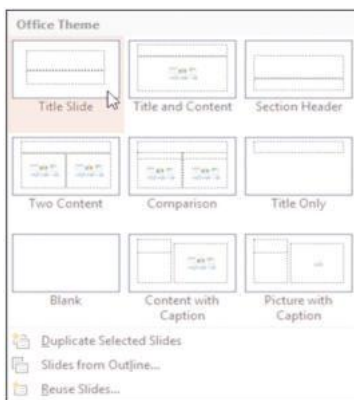 Office Theme
Title Slide
Title and Content
Section Header
Two Content
Comparison
Title Only
Blank
Content with
Caption
Picture with
Caption
Duplicate Selected Slides
Slides from Outline...
Reuse Slides...